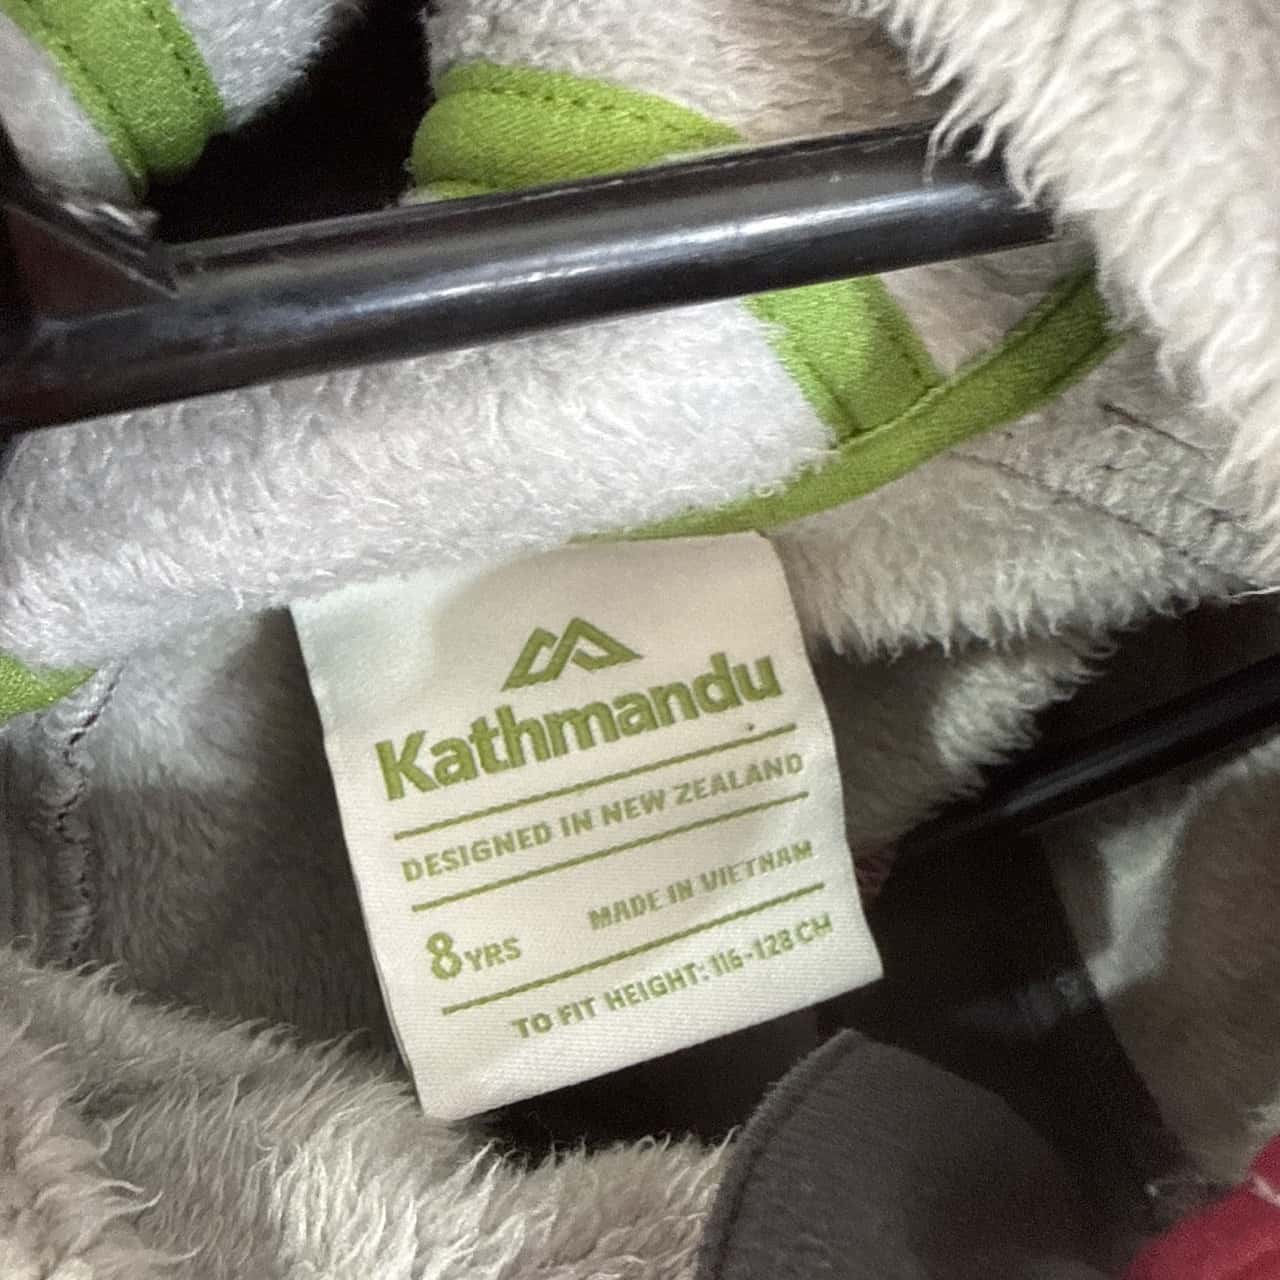 Kathmandu
DESIGNED IN NEW ZEALAND
8 YRS MADE IN VIETNAM
TO FIT HEIGHT: 116-128 CM